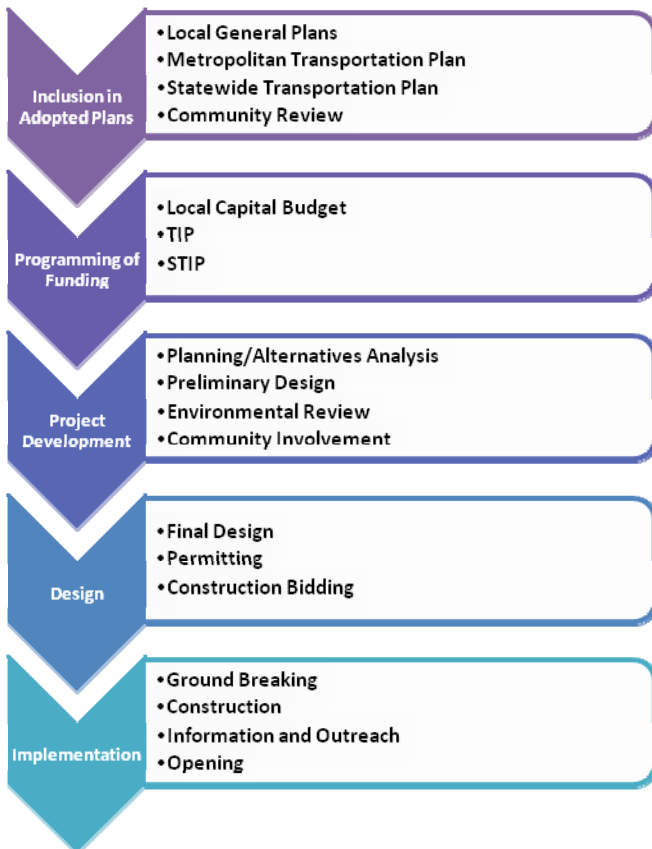 Inclusion in
Adopted Plans
•Local General Plans
•Metropolitan Transportation Plan
•Statewide Transportation Plan
•Community Review
Programming of
Funding
•Local Capital Budget
•TIP
•STIP
Project
Development
•Planning/Alternatives Analysis
•Preliminary Design
•Environmental Review
•Community Involvement
Design
•Final Design
•Permitting
•Construction Bidding
Implementation
•Ground Breaking
•Construction
•Information and Outreach
•Opening